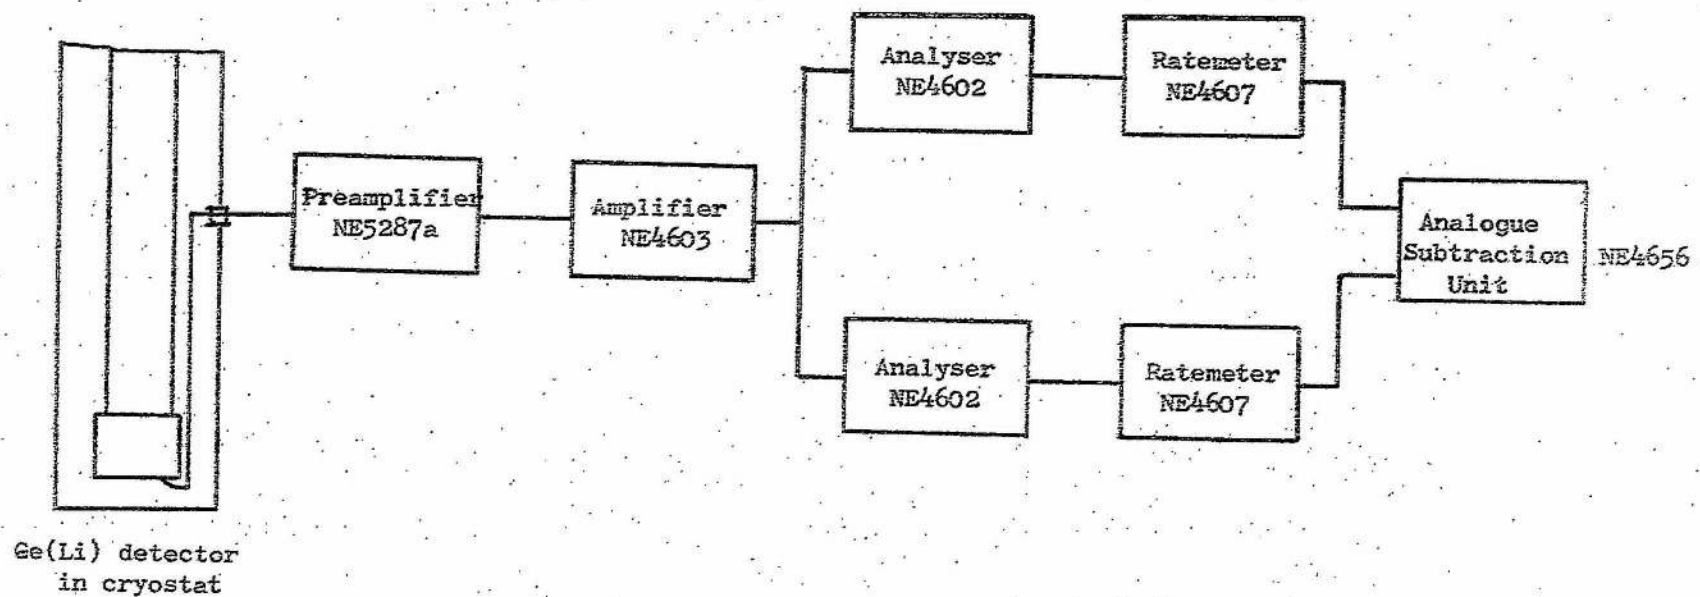 Analyser
NE4602
Ratemeter
NE4607
Preamplifier
NE5287a
Amplifier
NE4603
Analogue
Subtraction
Unit
NE4656
Analyser
NE4602
Ratemeter
NE4607
Ge(Li) detector
in cryostat